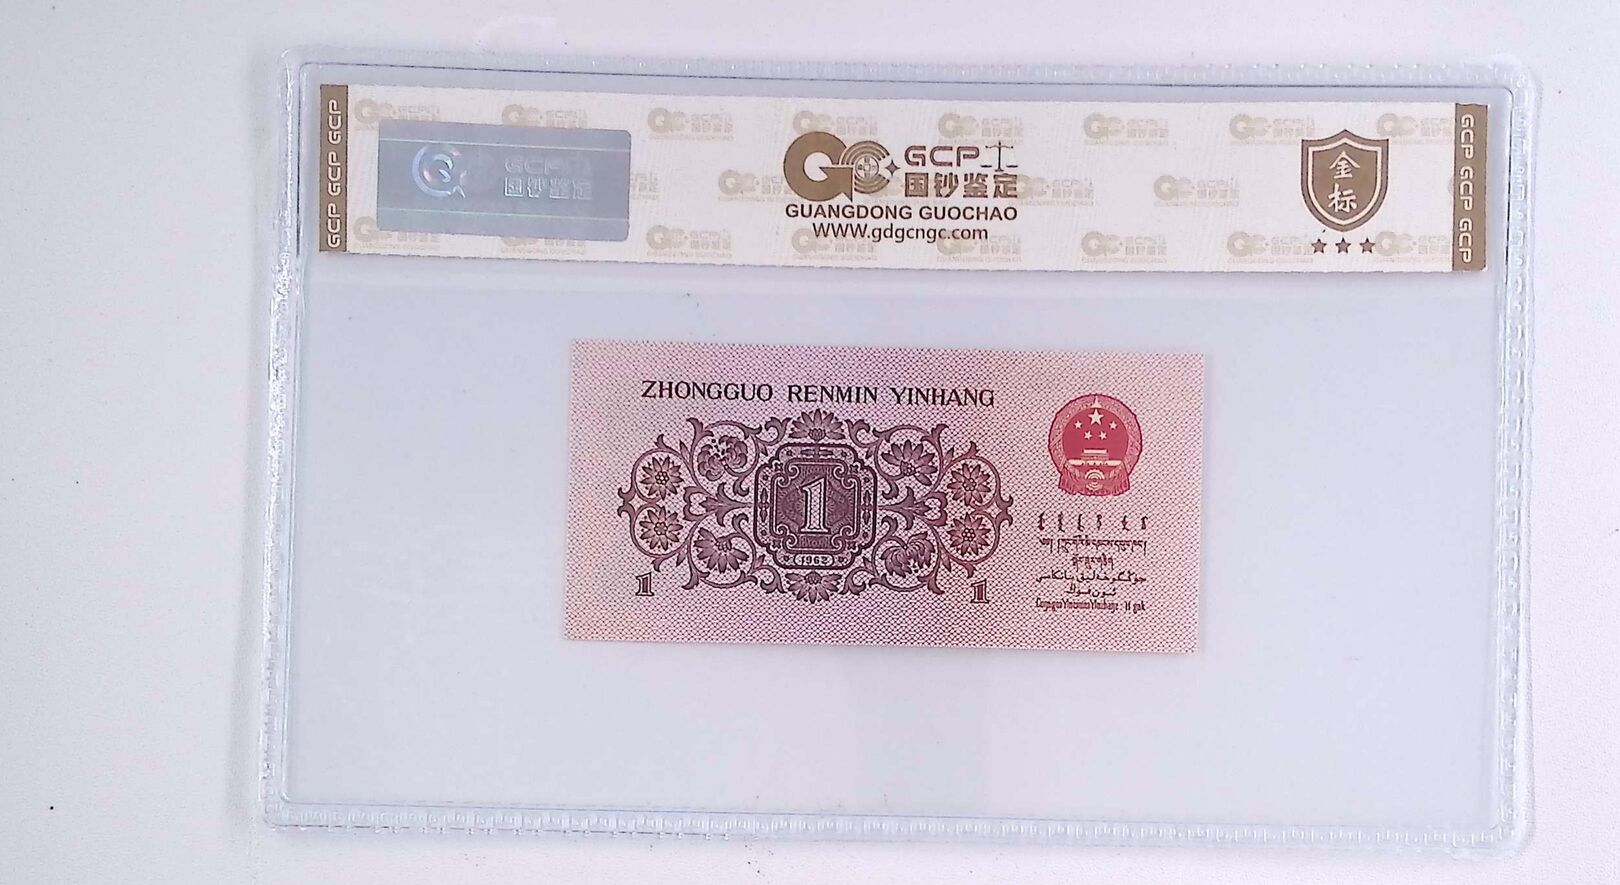 GCP GCP GCP
GCP
国钞鉴定
GCP
国钞鉴定
GUANGDONG GUOCHAO
WWW.gdgcngc.com
金标
GCP GCP GCP
ZHONGGUO RENMIN YINHANG
1
(1962)
1
1